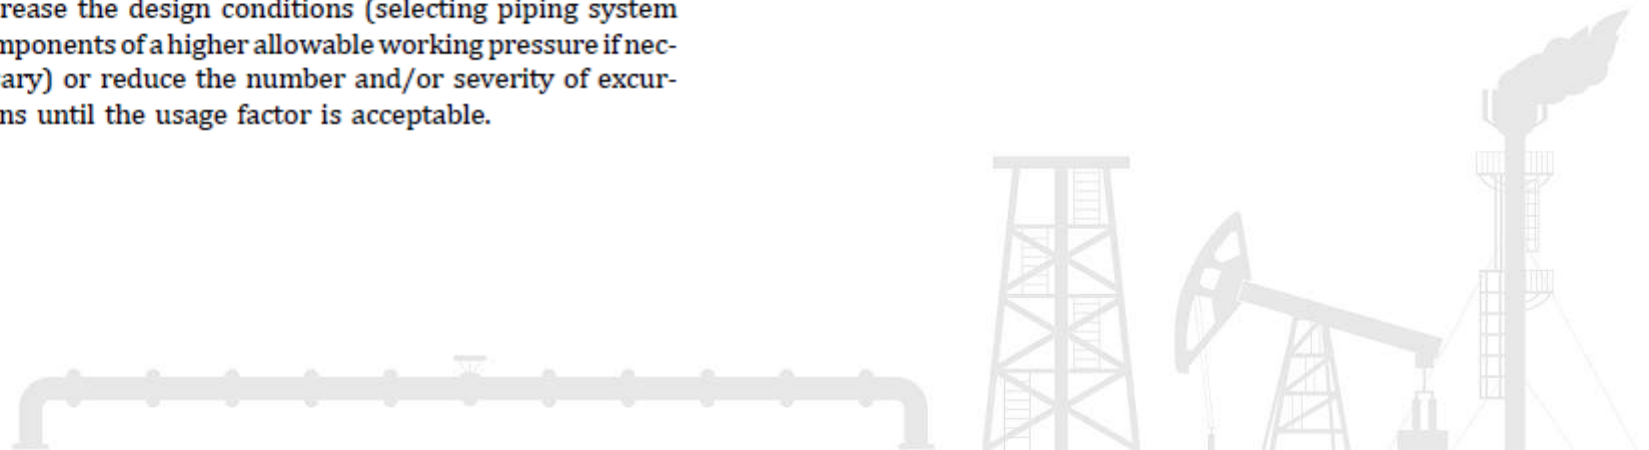 rease the design conditions (selecting piping system
mponents of a higher allowable working pressure if nec-
ary) or reduce the number and/or severity of excur-
ns until the usage factor is acceptable.